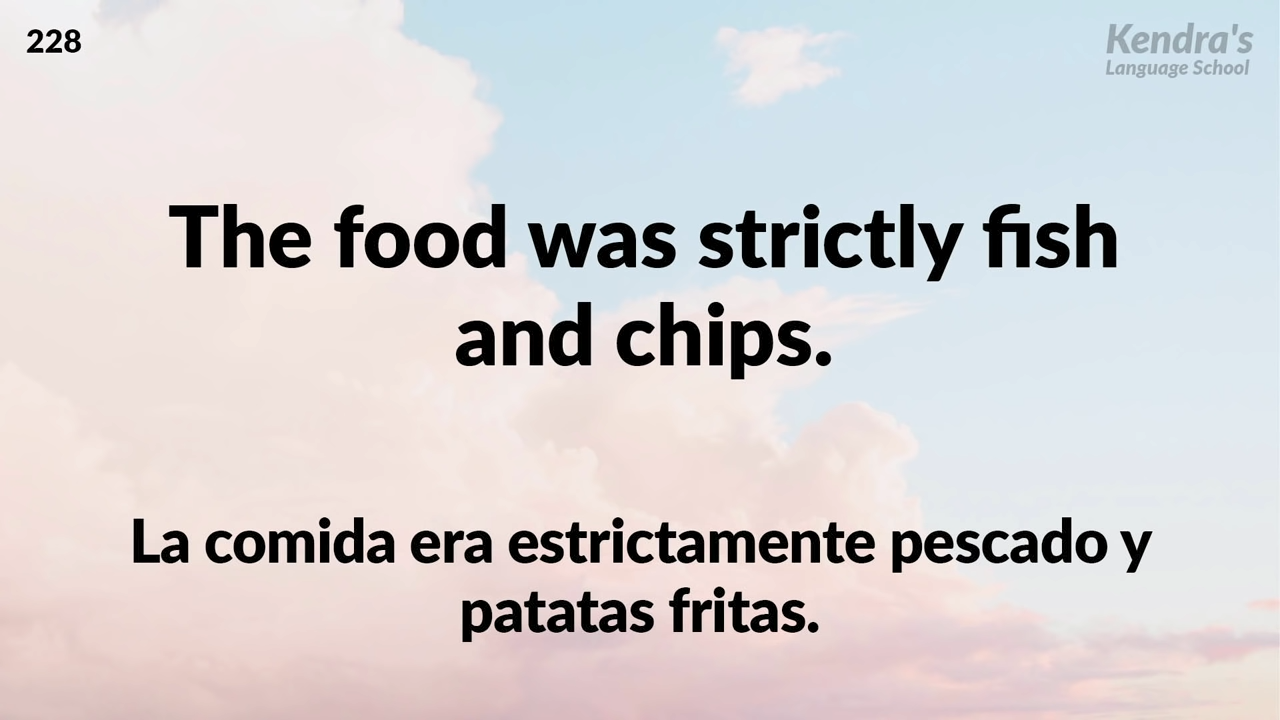 228
Kendra's
Language School
The food was strictly fish
and chips.
La comida era estrictamente pescado y
patatas fritas.